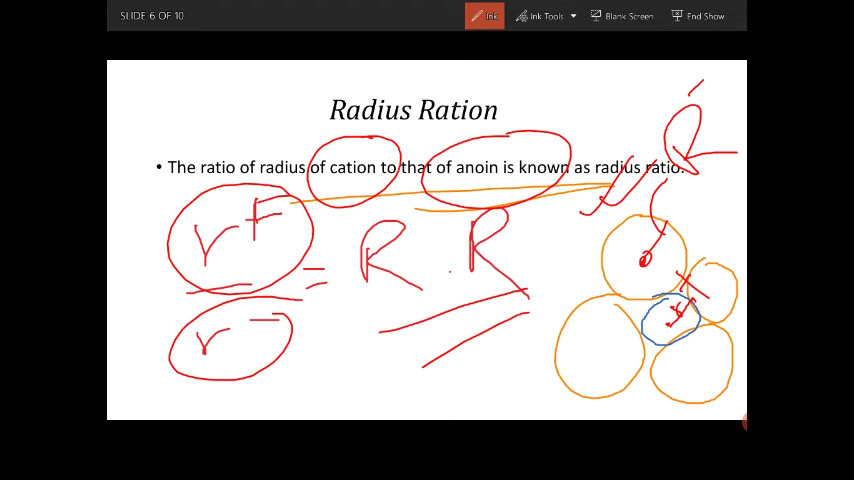 SLIDE 6 OF 10
Ink Ink Tools Blank Screen End Show
Radius Ration
• The ratio of radius of cation to that of anoin is known as radius ratio.
R
r +
= R . R
r −